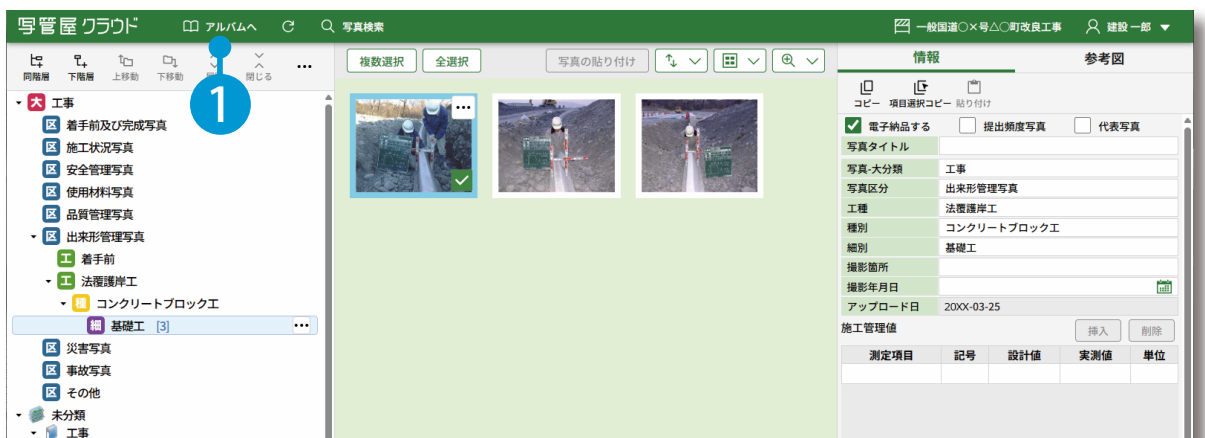 写管屋クラウド
アルバムへ
写真検索
一般国道○×号△○町改良工事
建設 一郎
同階層 下階層 上移動 下移動 閉じる
複数選択 全選択 写真の貼り付け
情報 参考図
コピー 項目選択コピー 貼り付け
1
大 工事
区 着手前及び完成写真
区 施工状況写真
区 安全管理写真
区 使用材料写真
区 品質管理写真
区 出来形管理写真
工 着手前
工 法覆護岸工
種 コンクリートブロック工
細 基礎工 [3]
区 災害写真
区 事故写真
区 その他
未分類
工事
電子納品する 提出頻度写真 代表写真
写真タイトル
写真-大分類 工事
写真区分 出来形管理写真
工種 法覆護岸工
種別 コンクリートブロック工
細別 基礎工
撮影箇所
撮影年月日
アップロード日 20XX-03-25
施工管理値 挿入 削除
測定項目 記号 設計値 実測値 単位